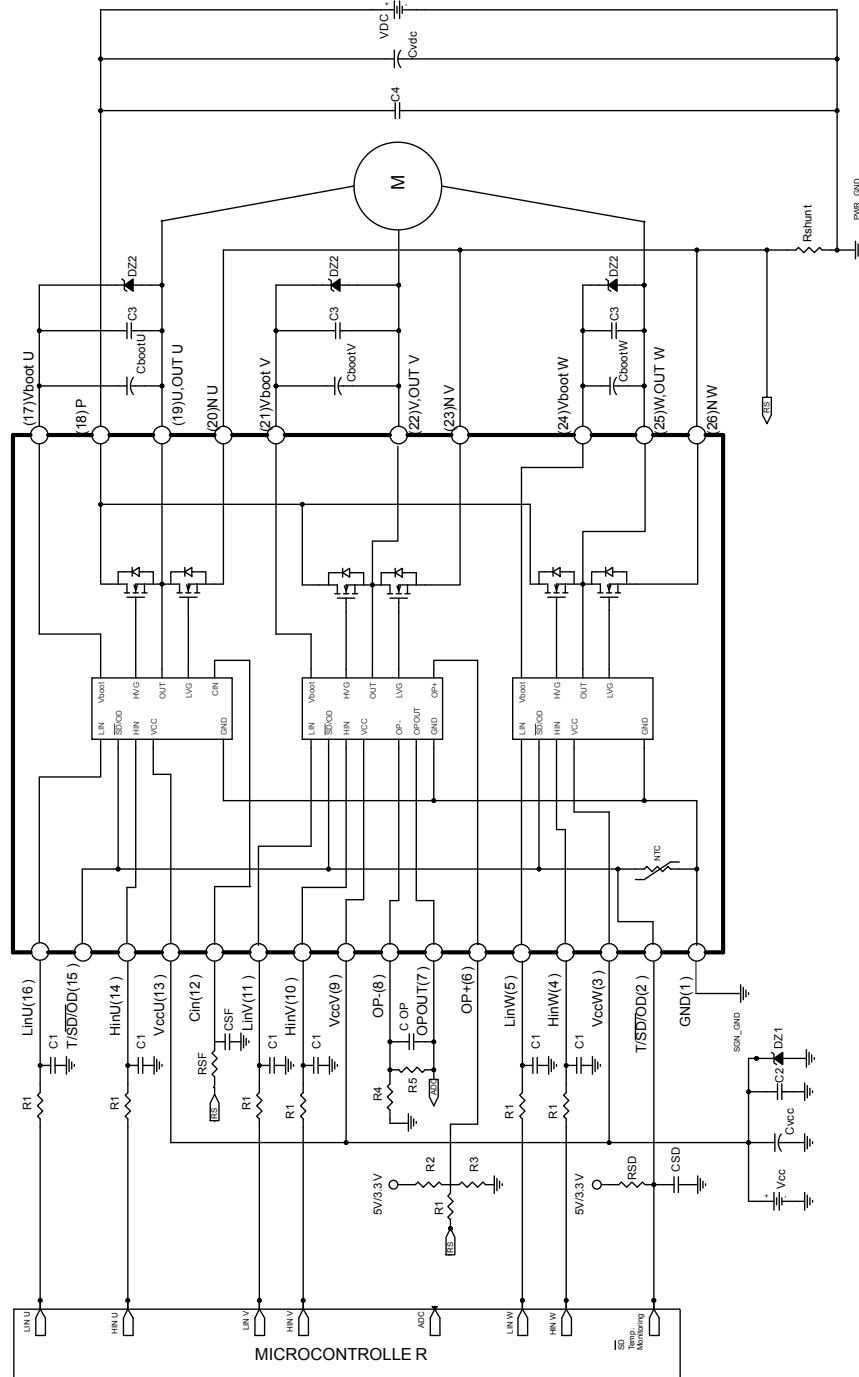 VDC
+
-
Cvdc
C4
M
Rshunt
PWR_GND
RS
DZ2
C3
CbootU
DZ2
C3
CbootV
DZ2
C3
CbootW
(17)Vboot U
(18)P
(19)U,OUT U
(20)N U
(21)Vboot V
(22)V,OUT V
(23)N V
(24)Vboot W
(25)W,OUT W
(26)N W
LIN
SD/OD
HIN
VCC
GND
Vboot
HVG
OUT
LVG
CIN
LIN
SD/OD
HIN
VCC
OP-
OPOUT
GND
Vboot
HVG
OUT
LVG
OP+
LIN
SD/OD
HIN
VCC
GND
Vboot
HVG
OUT
LVG
NTC
LinU(16)
T/SD/OD(15)
HinU(14)
VccU(13)
Cin(12)
LinV(11)
HinV(10)
VccV(9)
OP-(8)
OPOUT(7)
OP+(6)
LinW(5)
HinW(4)
VccW(3)
T/SD/OD(2)
GND(1)
SGN_GND
R1
C1
R1
C1
RSF
CSF
RS
R1
C1
R1
C1
C OP
R4
R5
ADC
R2
R3
5V/3.3V
R1
RS
R1
C1
R1
C1
5V/3.3V
RSD
CSD
DZ1
C2
Cvcc
Vcc
+
-
LIN U
HIN U
LIN V
HIN V
ADC
LIN W
HIN W
SD
Temp.
Monitoring
MICROCONTROLLE R